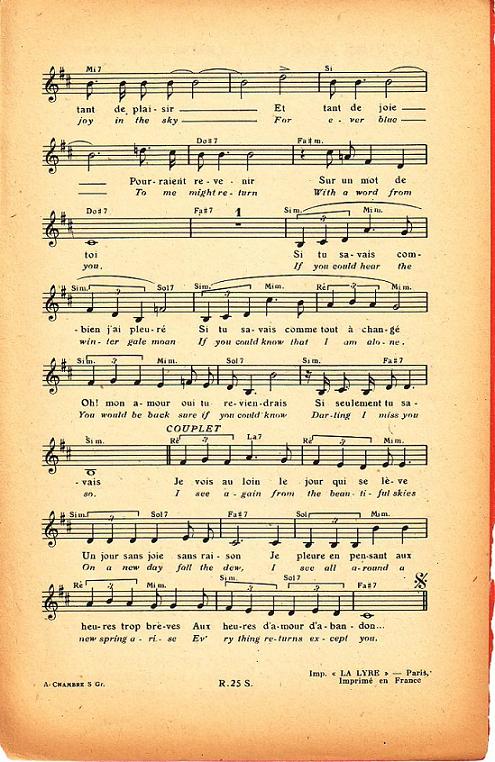 Mi7 Si
tant de plai-sir Et tant de joie
joy in the sky For e-ver blue
Do#7 Fa#m.
Pour-raient re-ve-nir Sur un mot de
To me might re-turn With a word from
Do#7 Fa#7 1 Sim. Mim.
toi Si tu sa-vais com-
you. If you could hear the
Sim. Sol7 Sim. Mim. Rè Mim.
-bien j'ai pleu-ré Si tu sa-vais comme tout à chan-gé
win-ter gale moan If you could know that I am alo-ne.
Sim. Mim. Sol7 Sim. Fa#7
Oh! mon a-mour oui tu re-vien-drais Si seulement tu sa-
You would be back sure if you could know Dar-ling I miss you
COUPLET
Sim. Rè La7 Rè Mim.
-vais Je vois au loin le jour qui se lè-ve
so. I see a-gain from the beau-ti-ful skies
Sim. Sol Fa#7 Sol Mim.
Un jour sans joie sans rai-son Je pleure en pen-sant aux
On a new day fall the dew, I see all a-round a
Rè Mim. Sim. Sol7 Fa#7
heu-res trop brè-ves Aux heu-res d'a-mour d'a-ban-don...
new spring a-ri-se Ev'ry thing re-turns ex-cept you.
Imp. « LA LYRE » — Paris.
A. CHAMBRE S Gr. R.25 S. Imprimé en France